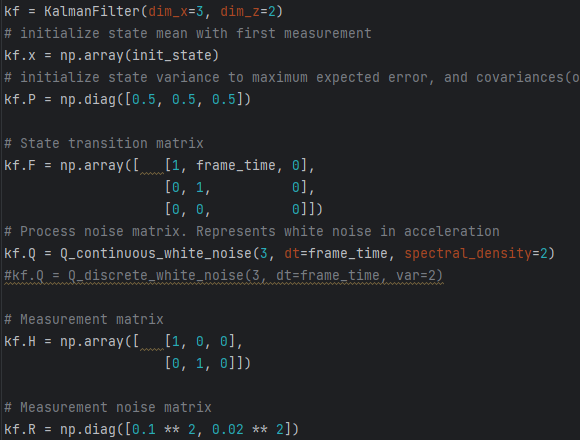 kf = KalmanFilter(dim_x=3, dim_z=2)
# initialize state mean with first measurement
kf.x = np.array(init_state)
# initialize state variance to maximum expected error, and covariances(o
kf.P = np.diag([0.5, 0.5, 0.5])
# State transition matrix
kf.F = np.array([   [1, frame_time, 0],
                    [0, 1,          0],
                    [0, 0,          0]])
# Process noise matrix. Represents white noise in acceleration
kf.Q = Q_continuous_white_noise(3, dt=frame_time, spectral_density=2)
#kf.Q = Q_discrete_white_noise(3, dt=frame_time, var=2)
# Measurement matrix
kf.H = np.array([   [1, 0, 0],
                    [0, 1, 0]])
# Measurement noise matrix
kf.R = np.diag([0.1 ** 2, 0.02 ** 2])